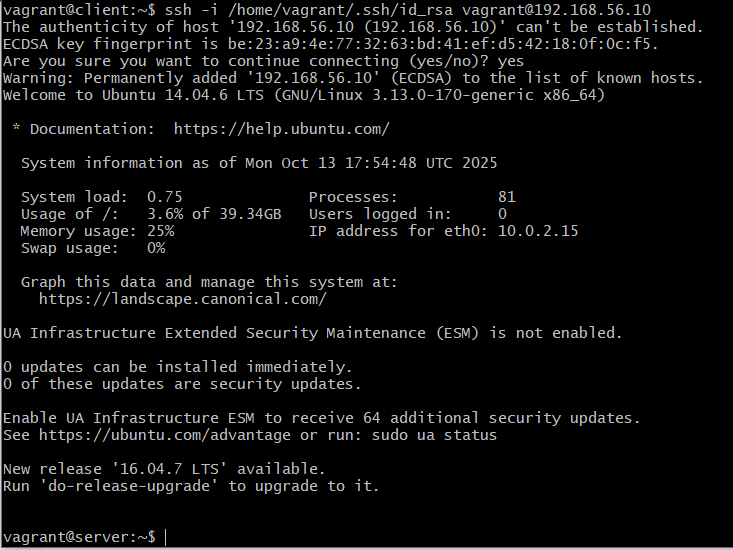 vagrant@client:~$ ssh -i /home/vagrant/.ssh/id_rsa vagrant@192.168.56.10
The authenticity of host '192.168.56.10 (192.168.56.10)' can't be established.
ECDSA key fingerprint is be:23:a9:4e:77:32:63:bd:41:ef:d5:42:18:0f:0c:f5.
Are you sure you want to continue connecting (yes/no)? yes
Warning: Permanently added '192.168.56.10' (ECDSA) to the list of known hosts.
Welcome to Ubuntu 14.04.6 LTS (GNU/Linux 3.13.0-170-generic x86_64)

 * Documentation:  https://help.ubuntu.com/

  System information as of Mon Oct 13 17:54:48 UTC 2025

  System load:  0.75              Processes:           81
  Usage of /:   3.6% of 39.34GB   Users logged in:     0
  Memory usage: 25%               IP address for eth0: 10.0.2.15
  Swap usage:   0%

  Graph this data and manage this system at:
    https://landscape.canonical.com/

UA Infrastructure Extended Security Maintenance (ESM) is not enabled.

0 updates can be installed immediately.
0 of these updates are security updates.

Enable UA Infrastructure ESM to receive 64 additional security updates.
See https://ubuntu.com/advantage or run: sudo ua status

New release '16.04.7 LTS' available.
Run 'do-release-upgrade' to upgrade to it.

vagrant@server:~$